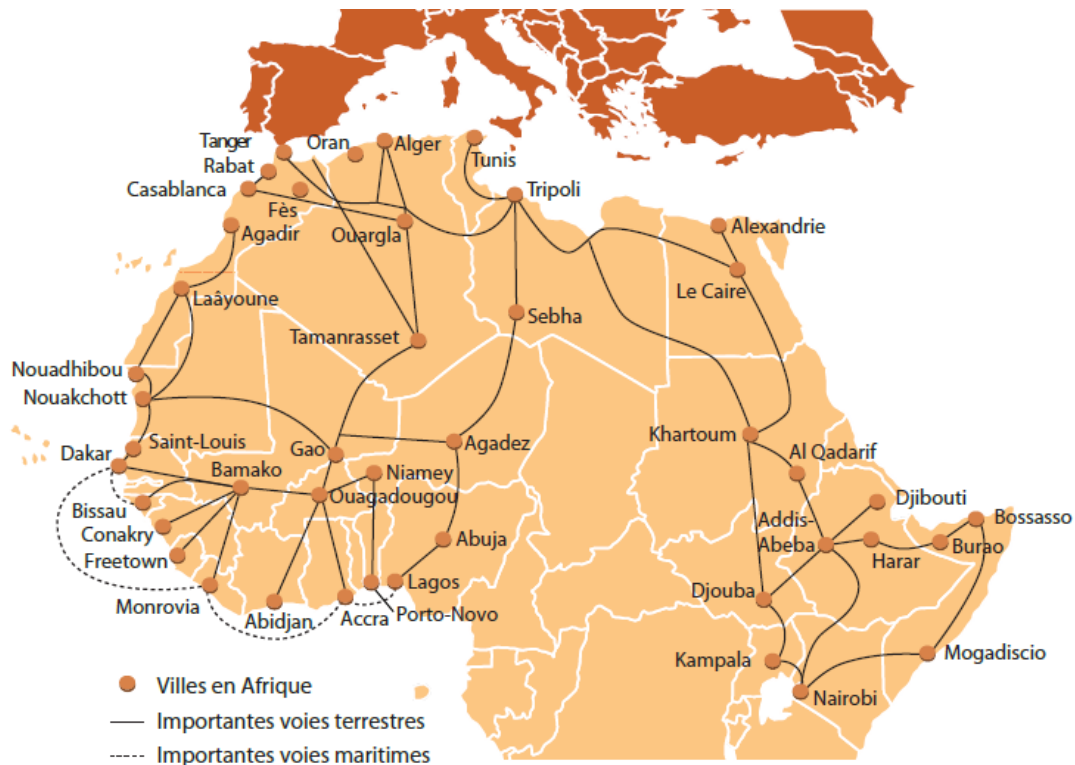 Tanger
Oran
Alger
Rabat
Tunis
Casablanca
Tripoli
Fès
Agadir
Ouargla
Alexandrie
Le Caire
Laâyoune
Sebha
Tamanrasset
Nouadhibou
Nouakchott
Saint-Louis
Dakar
Gao
Agadez
Khartoum
Al Qadarif
Bamako
Niamey
Ouagadougou
Djibouti
Bissau
Bossasso
Conakry
Addis-
Abeba
Abuja
Burao
Freetown
Harar
Lagos
Djouba
Monrovia
Abidjan
Accra
Porto-Novo
Kampala
Mogadiscio
Nairobi
Villes en Afrique
Importantes voies terrestres
Importantes voies maritimes